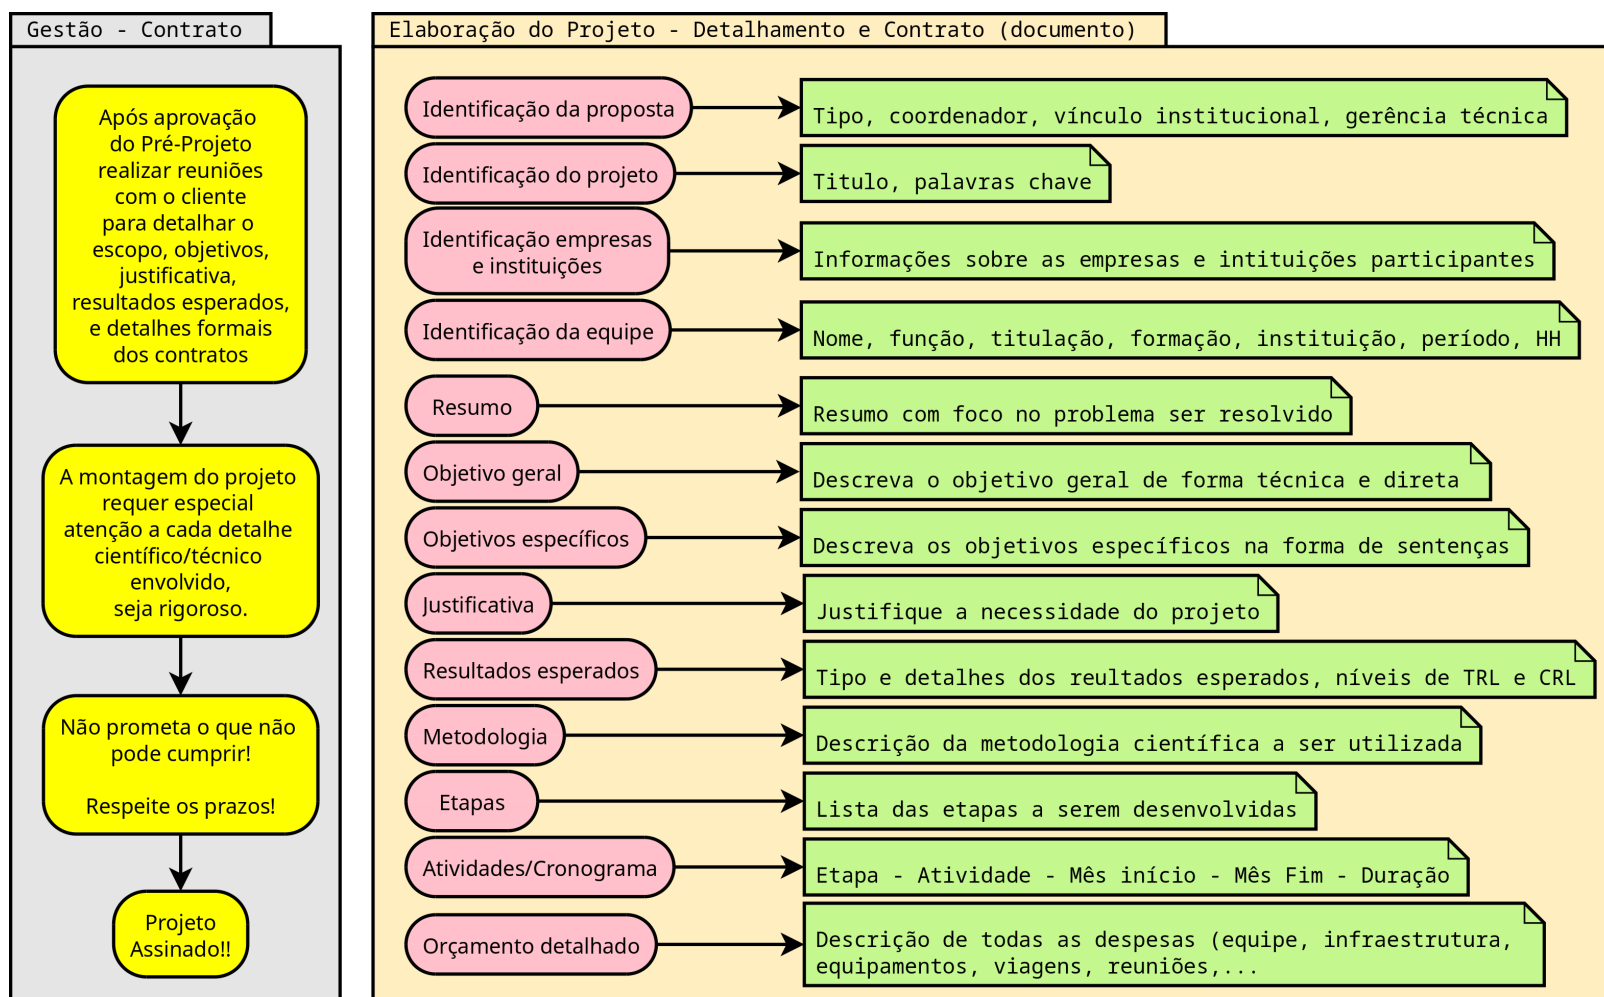 Gestão - Contrato
Após aprovação
do Pré-Projeto
realizar reuniões
com o cliente
para detalhar o
escopo, objetivos,
justificativa,
resultados esperados,
e detalhes formais
dos contratos
A montagem do projeto
requer especial
atenção a cada detalhe
científico/técnico
envolvido,
seja rigoroso.
Não prometa o que não
pode cumprir!
Respeite os prazos!
Projeto
Assinado!!
Elaboração do Projeto - Detalhamento e Contrato (documento)
Identificação da proposta
Tipo, coordenador, vínculo institucional, gerência técnica
Identificação do projeto
Titulo, palavras chave
Identificação empresas
e instituições
Informações sobre as empresas e intituições participantes
Identificação da equipe
Nome, função, titulação, formação, instituição, período, HH
Resumo
Resumo com foco no problema ser resolvido
Objetivo geral
Descreva o objetivo geral de forma técnica e direta
Objetivos específicos
Descreva os objetivos específicos na forma de sentenças
Justificativa
Justifique a necessidade do projeto
Resultados esperados
Tipo e detalhes dos reultados esperados, níveis de TRL e CRL
Metodologia
Descrição da metodologia científica a ser utilizada
Etapas
Lista das etapas a serem desenvolvidas
Atividades/Cronograma
Etapa - Atividade - Mês início - Mês Fim - Duração
Orçamento detalhado
Descrição de todas as despesas (equipe, infraestrutura,
equipamentos, viagens, reuniões,...